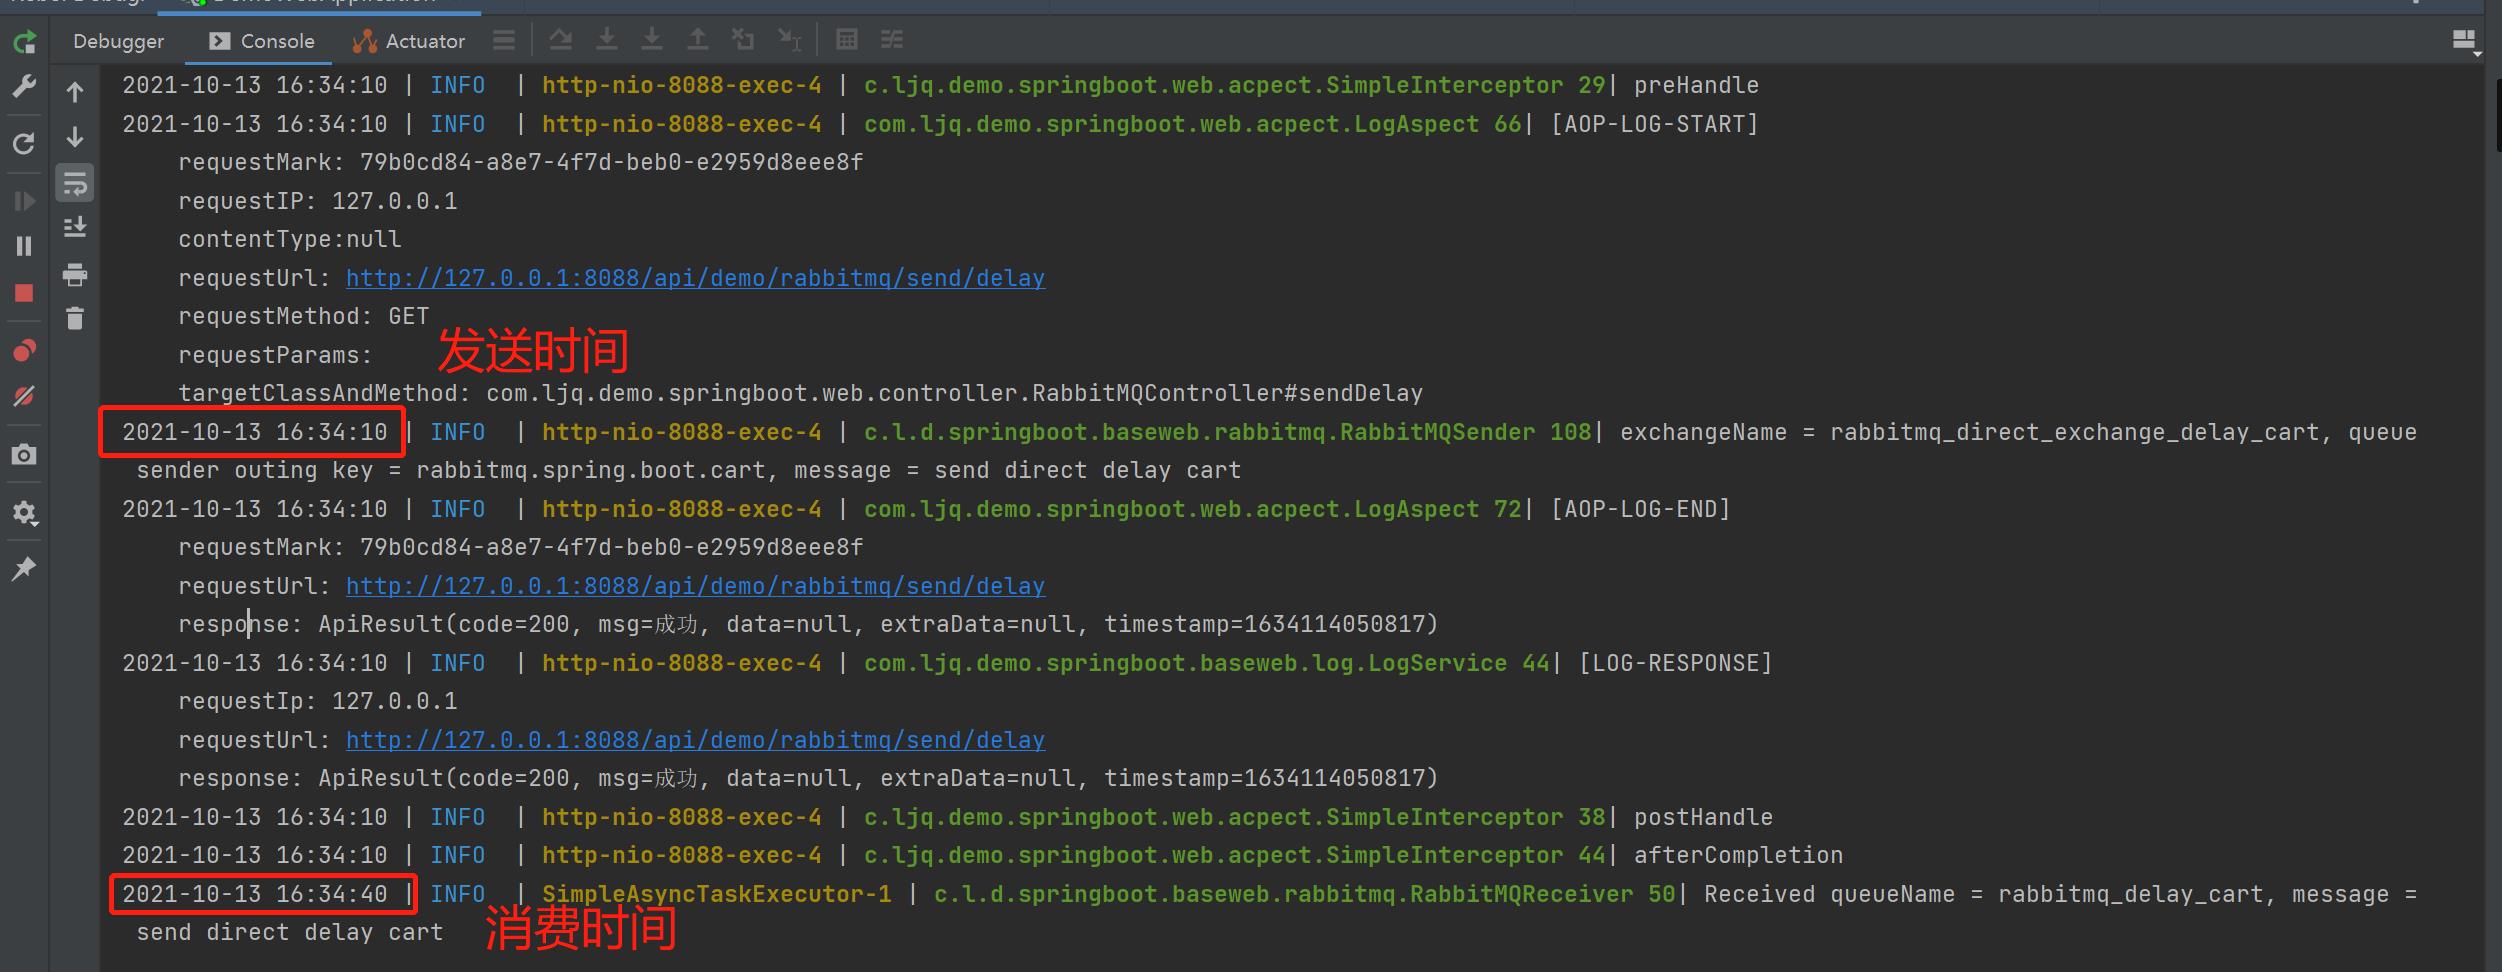 Debugger Console Actuator
2021-10-13 16:34:10 | INFO  | http-nio-8088-exec-4 | c.ljq.demo.springboot.web.acpect.SimpleInterceptor 29| preHandle
2021-10-13 16:34:10 | INFO  | http-nio-8088-exec-4 | com.ljq.demo.springboot.web.acpect.LogAspect 66| [AOP-LOG-START]
requestMark: 79b0cd84-a8e7-4f7d-beb0-e2959d8eee8f
requestIP: 127.0.0.1
contentType:null
requestUrl: http://127.0.0.1:8088/api/demo/rabbitmq/send/delay
requestMethod: GET
发送时间
requestParams:
targetClassAndMethod: com.ljq.demo.springboot.web.controller.RabbitMQController#sendDelay
2021-10-13 16:34:10 | INFO  | http-nio-8088-exec-4 | c.l.d.springboot.baseweb.rabbitmq.RabbitMQSender 108| exchangeName = rabbitmq_direct_exchange_delay_cart, queue
sender outing key = rabbitmq.spring.boot.cart, message = send direct delay cart
2021-10-13 16:34:10 | INFO  | http-nio-8088-exec-4 | com.ljq.demo.springboot.web.acpect.LogAspect 72| [AOP-LOG-END]
requestMark: 79b0cd84-a8e7-4f7d-beb0-e2959d8eee8f
requestUrl: http://127.0.0.1:8088/api/demo/rabbitmq/send/delay
response: ApiResult(code=200, msg=成功, data=null, extraData=null, timestamp=1634114050817)
2021-10-13 16:34:10 | INFO  | http-nio-8088-exec-4 | com.ljq.demo.springboot.baseweb.log.LogService 44| [LOG-RESPONSE]
requestIp: 127.0.0.1
requestUrl: http://127.0.0.1:8088/api/demo/rabbitmq/send/delay
response: ApiResult(code=200, msg=成功, data=null, extraData=null, timestamp=1634114050817)
2021-10-13 16:34:10 | INFO  | http-nio-8088-exec-4 | c.ljq.demo.springboot.web.acpect.SimpleInterceptor 38| postHandle
2021-10-13 16:34:10 | INFO  | http-nio-8088-exec-4 | c.ljq.demo.springboot.web.acpect.SimpleInterceptor 44| afterCompletion
2021-10-13 16:34:40 | INFO  | SimpleAsyncTaskExecutor-1 | c.l.d.springboot.baseweb.rabbitmq.RabbitMQReceiver 50| Received queueName = rabbitmq_delay_cart, message =
send direct delay cart
消费时间